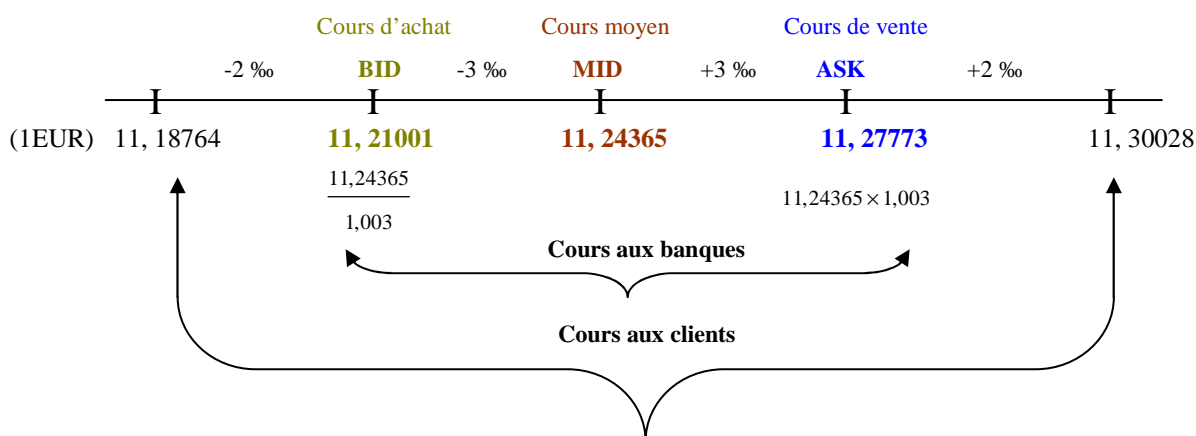 Cours d’achat Cours moyen Cours de vente
-2 ‰ BID -3 ‰ MID +3 ‰ ASK +2 ‰
(1EUR) 11, 18764 11, 21001 11, 24365 11, 27773 11, 30028
11,24365
1,003
11,24365 × 1,003
Cours aux banques
Cours aux clients